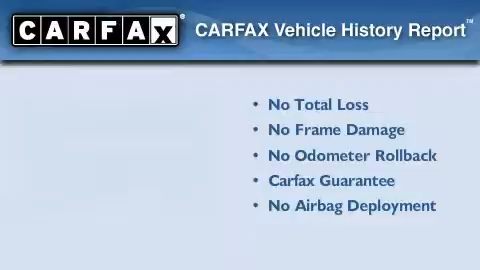 CARFAX® CARFAX Vehicle History Report™
• No Total Loss
• No Frame Damage
• No Odometer Rollback
• Carfax Guarantee
• No Airbag Deployment